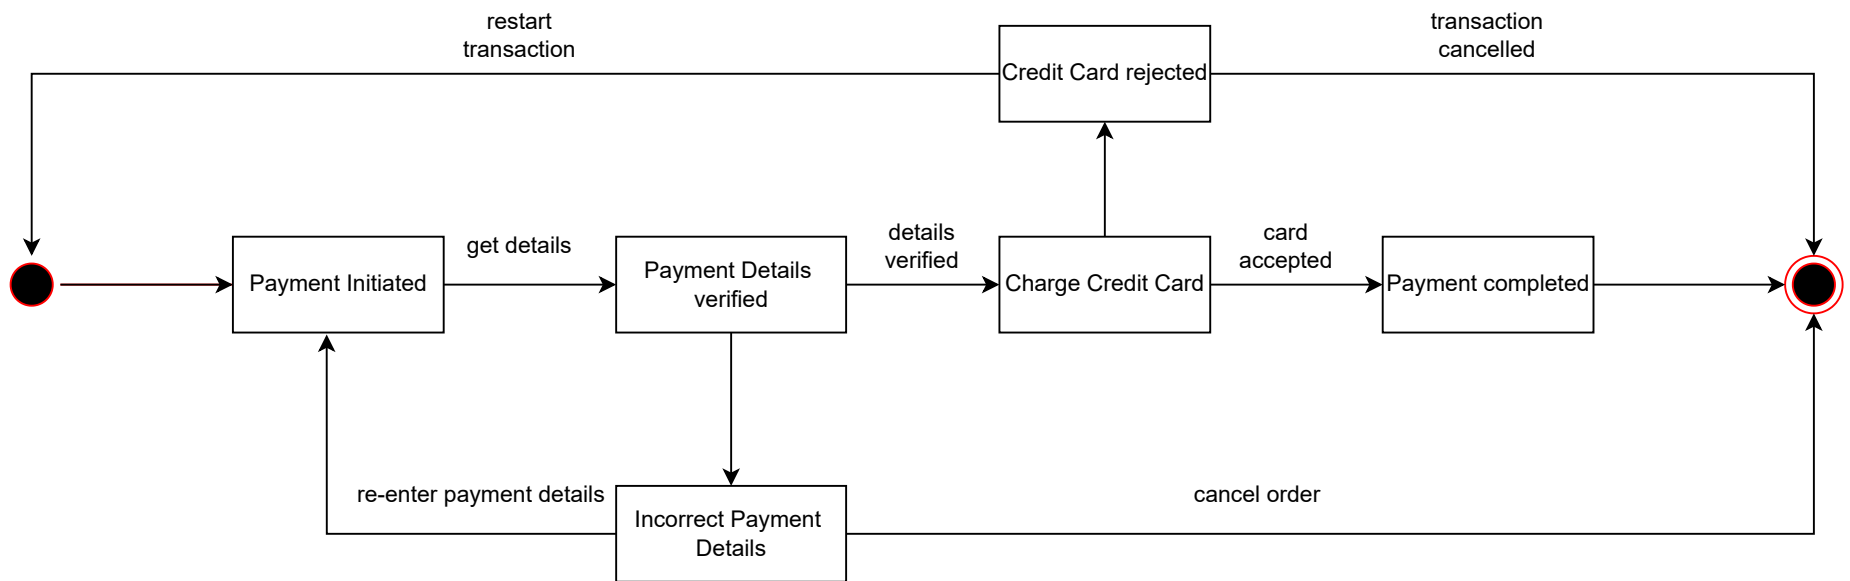 restart
transaction
Credit Card rejected
transaction
cancelled
Payment Initiated
get details
Payment Details
verified
details
verified
Charge Credit Card
card
accepted
Payment completed
re-enter payment details
Incorrect Payment
Details
cancel order